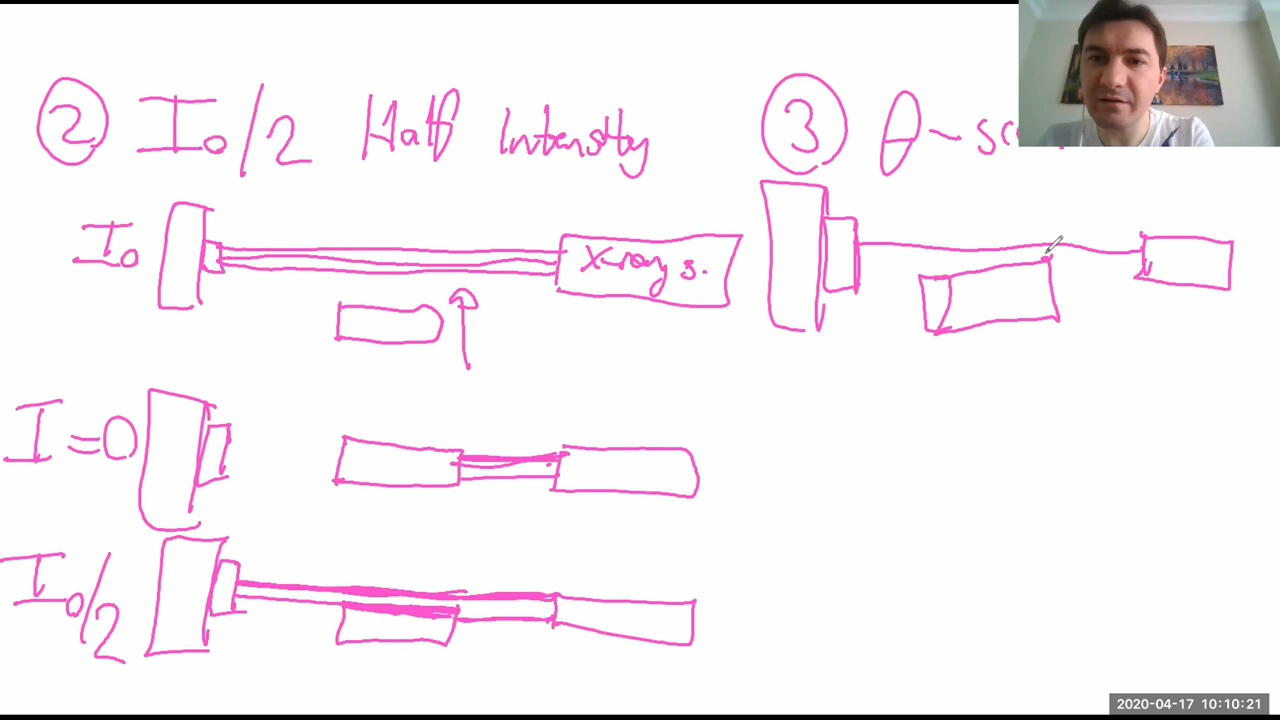 ② I₀/2 Half Intensity
③ θ-sc
I₀
X-ray s.
I=0
I₀/2
2020-04-17 10:10:21